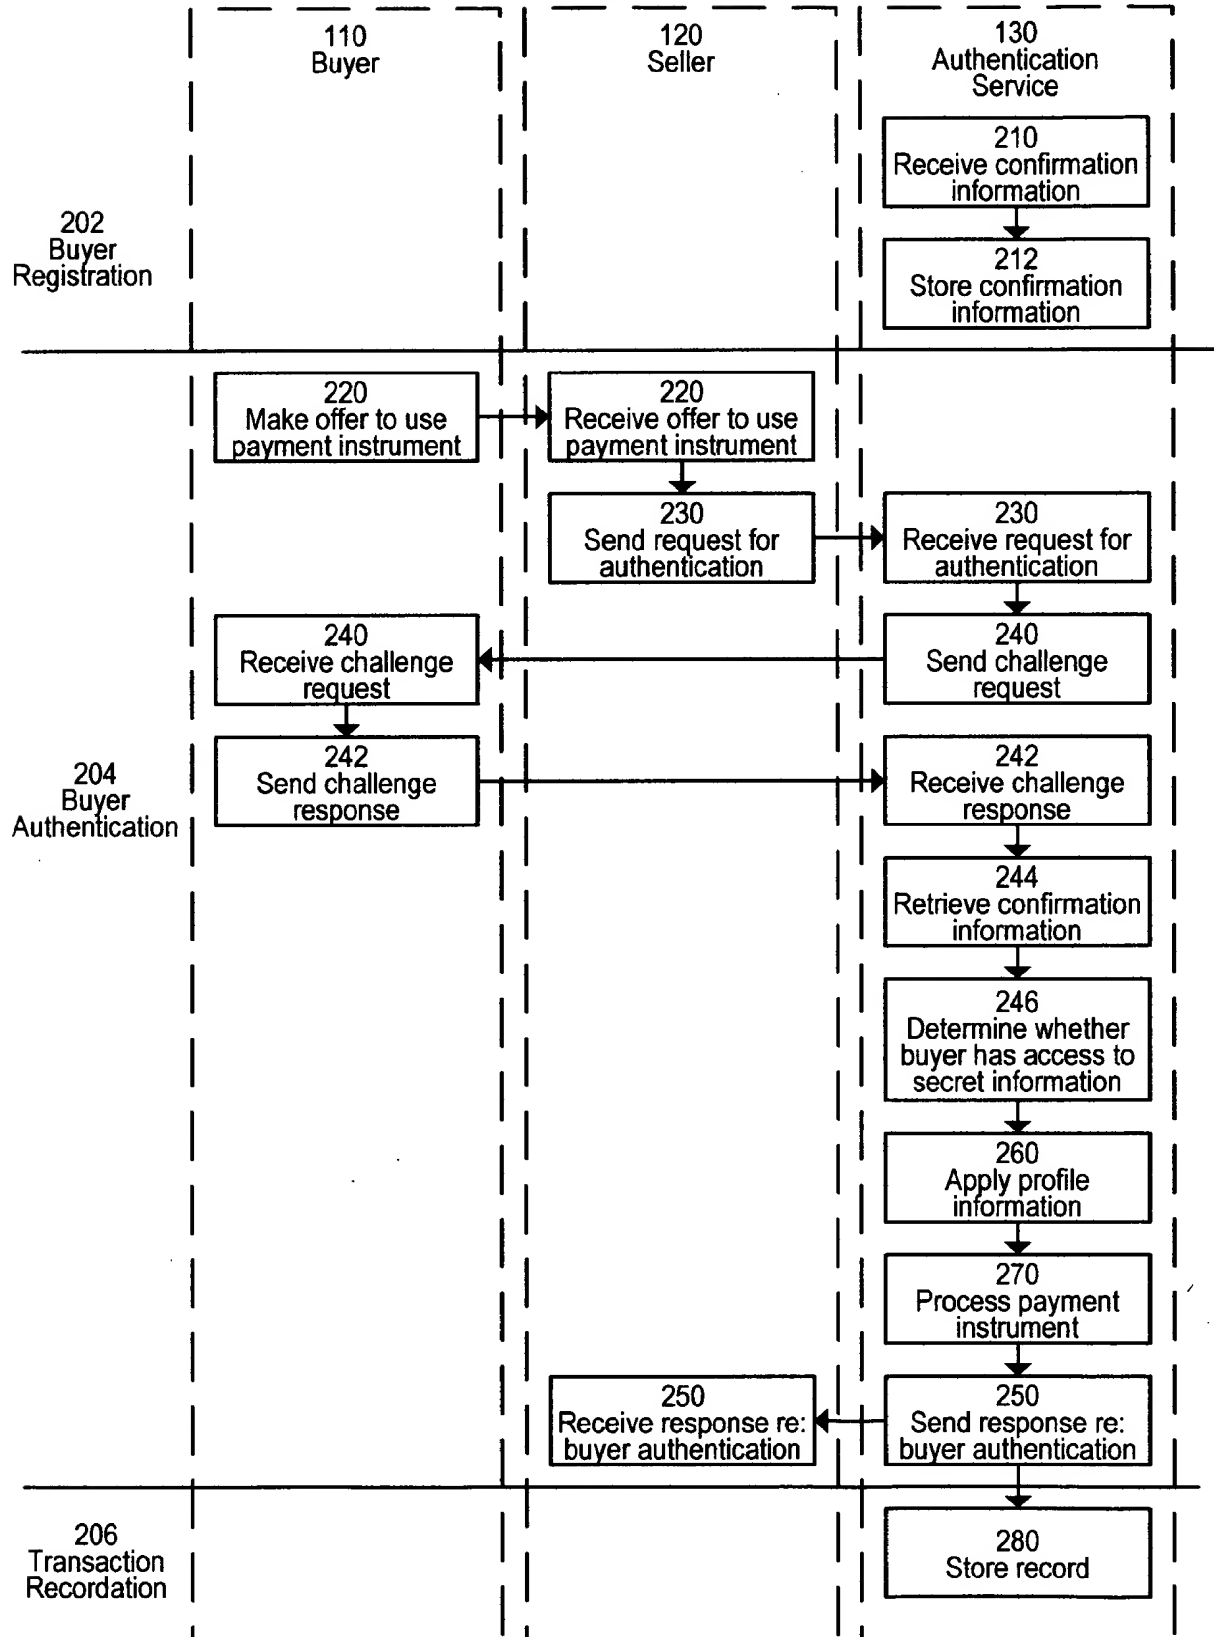 110
Buyer
120
Seller
130
Authentication
Service
210
Receive confirmation
information
202
Buyer
Registration
212
Store confirmation
information
220
Make offer to use
payment instrument
220
Receive offer to use
payment instrument
230
Send request for
authentication
230
Receive request for
authentication
240
Receive challenge
request
240
Send challenge
request
204
Buyer
Authentication
242
Send challenge
response
242
Receive challenge
response
244
Retrieve confirmation
information
246
Determine whether
buyer has access to
secret information
260
Apply profile
information
270
Process payment
instrument
250
Receive response re:
buyer authentication
250
Send response re:
buyer authentication
206
Transaction
Recordation
280
Store record